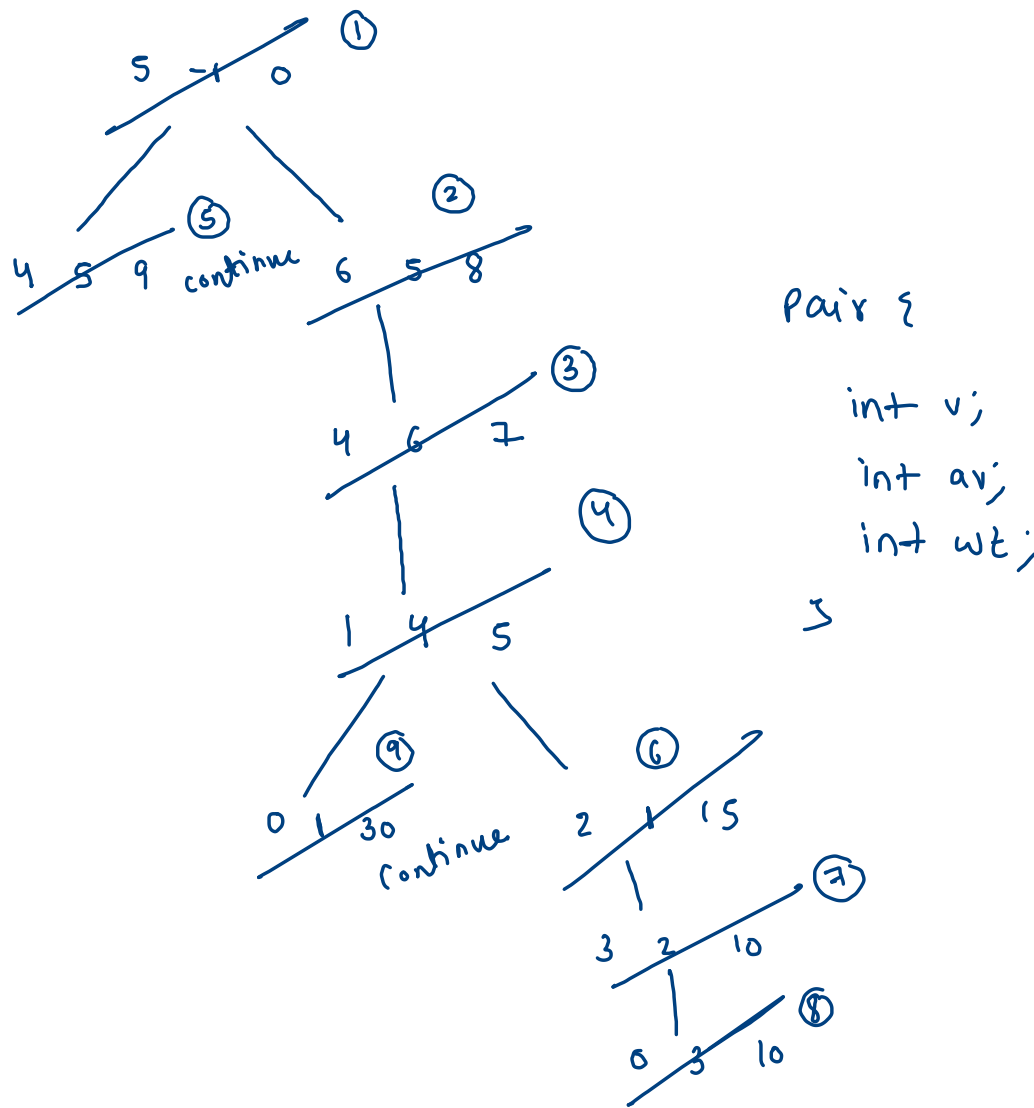 5 -1 0 ①
4 5 9 ⑤ continue
6 5 8 ②
4 6 7 ③
1 4 5 ④
0 1 30 ⑨ continue
2 1 15 ⑥
3 2 10 ⑦
0 3 10 ⑧
Pair {
int v;
int av;
int wt;
}